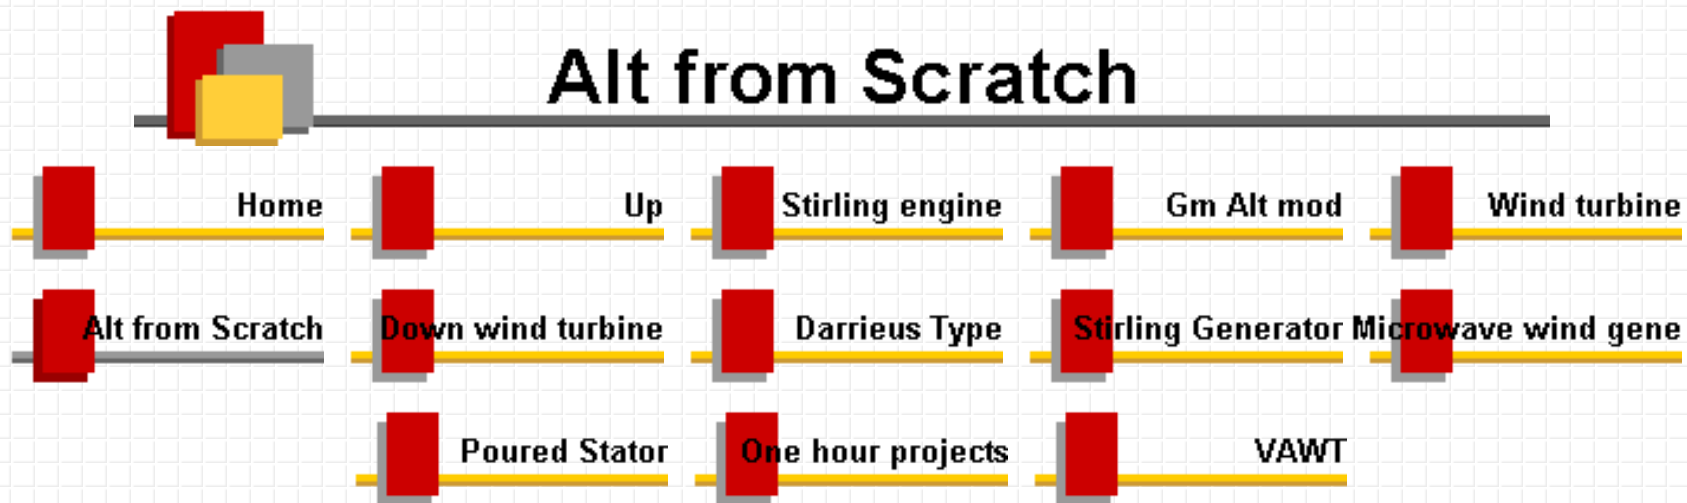 Alt from Scratch
Home Up Stirling engine Gm Alt mod Wind turbine
Alt from Scratch Down wind turbine Darrieus Type Stirling Generator Microwave wind gene
Poured Stator One hour projects VAWT